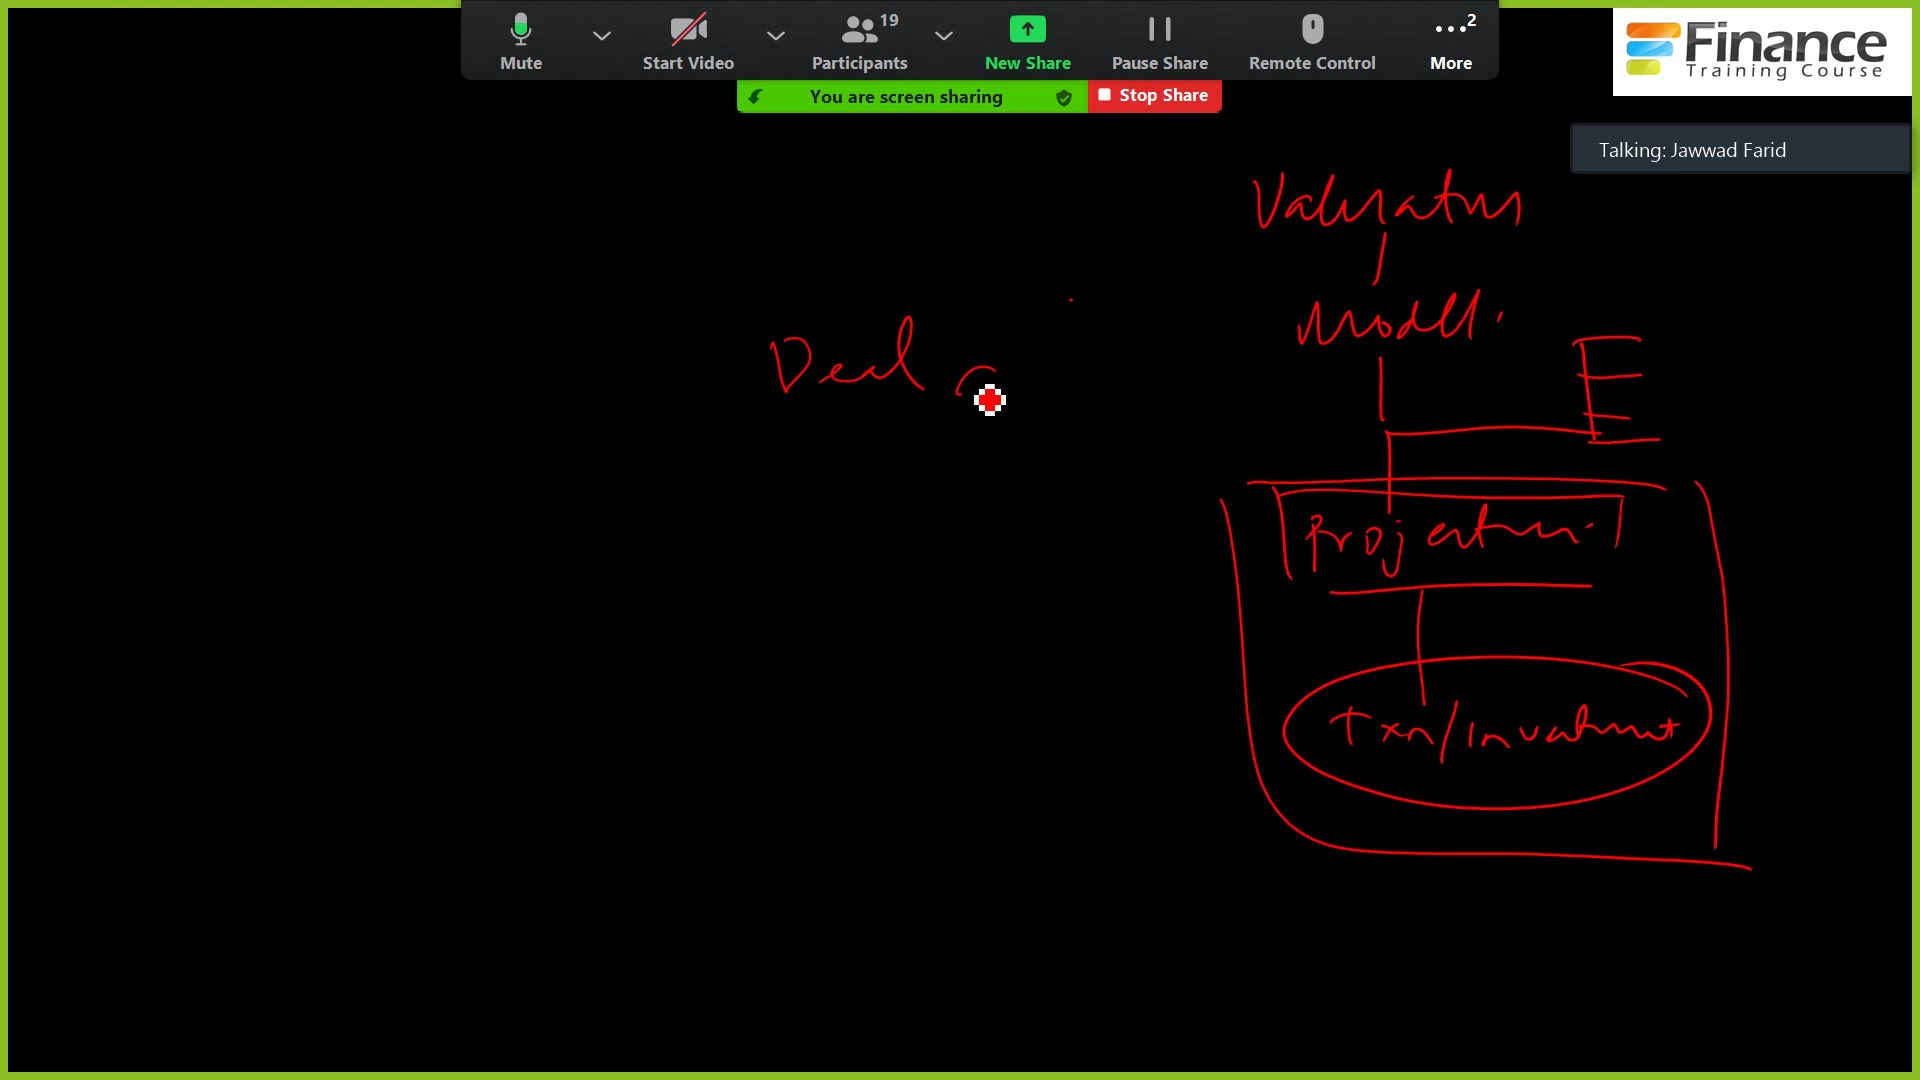 19
2
Mute
Start Video
Participants
New Share
Pause Share
Remote Control
More
You are screen sharing
Stop Share
Finance
Training Course
Talking: Jawwad Farid
Valuation
Model
Deal
E
Projection
Txn/Investment